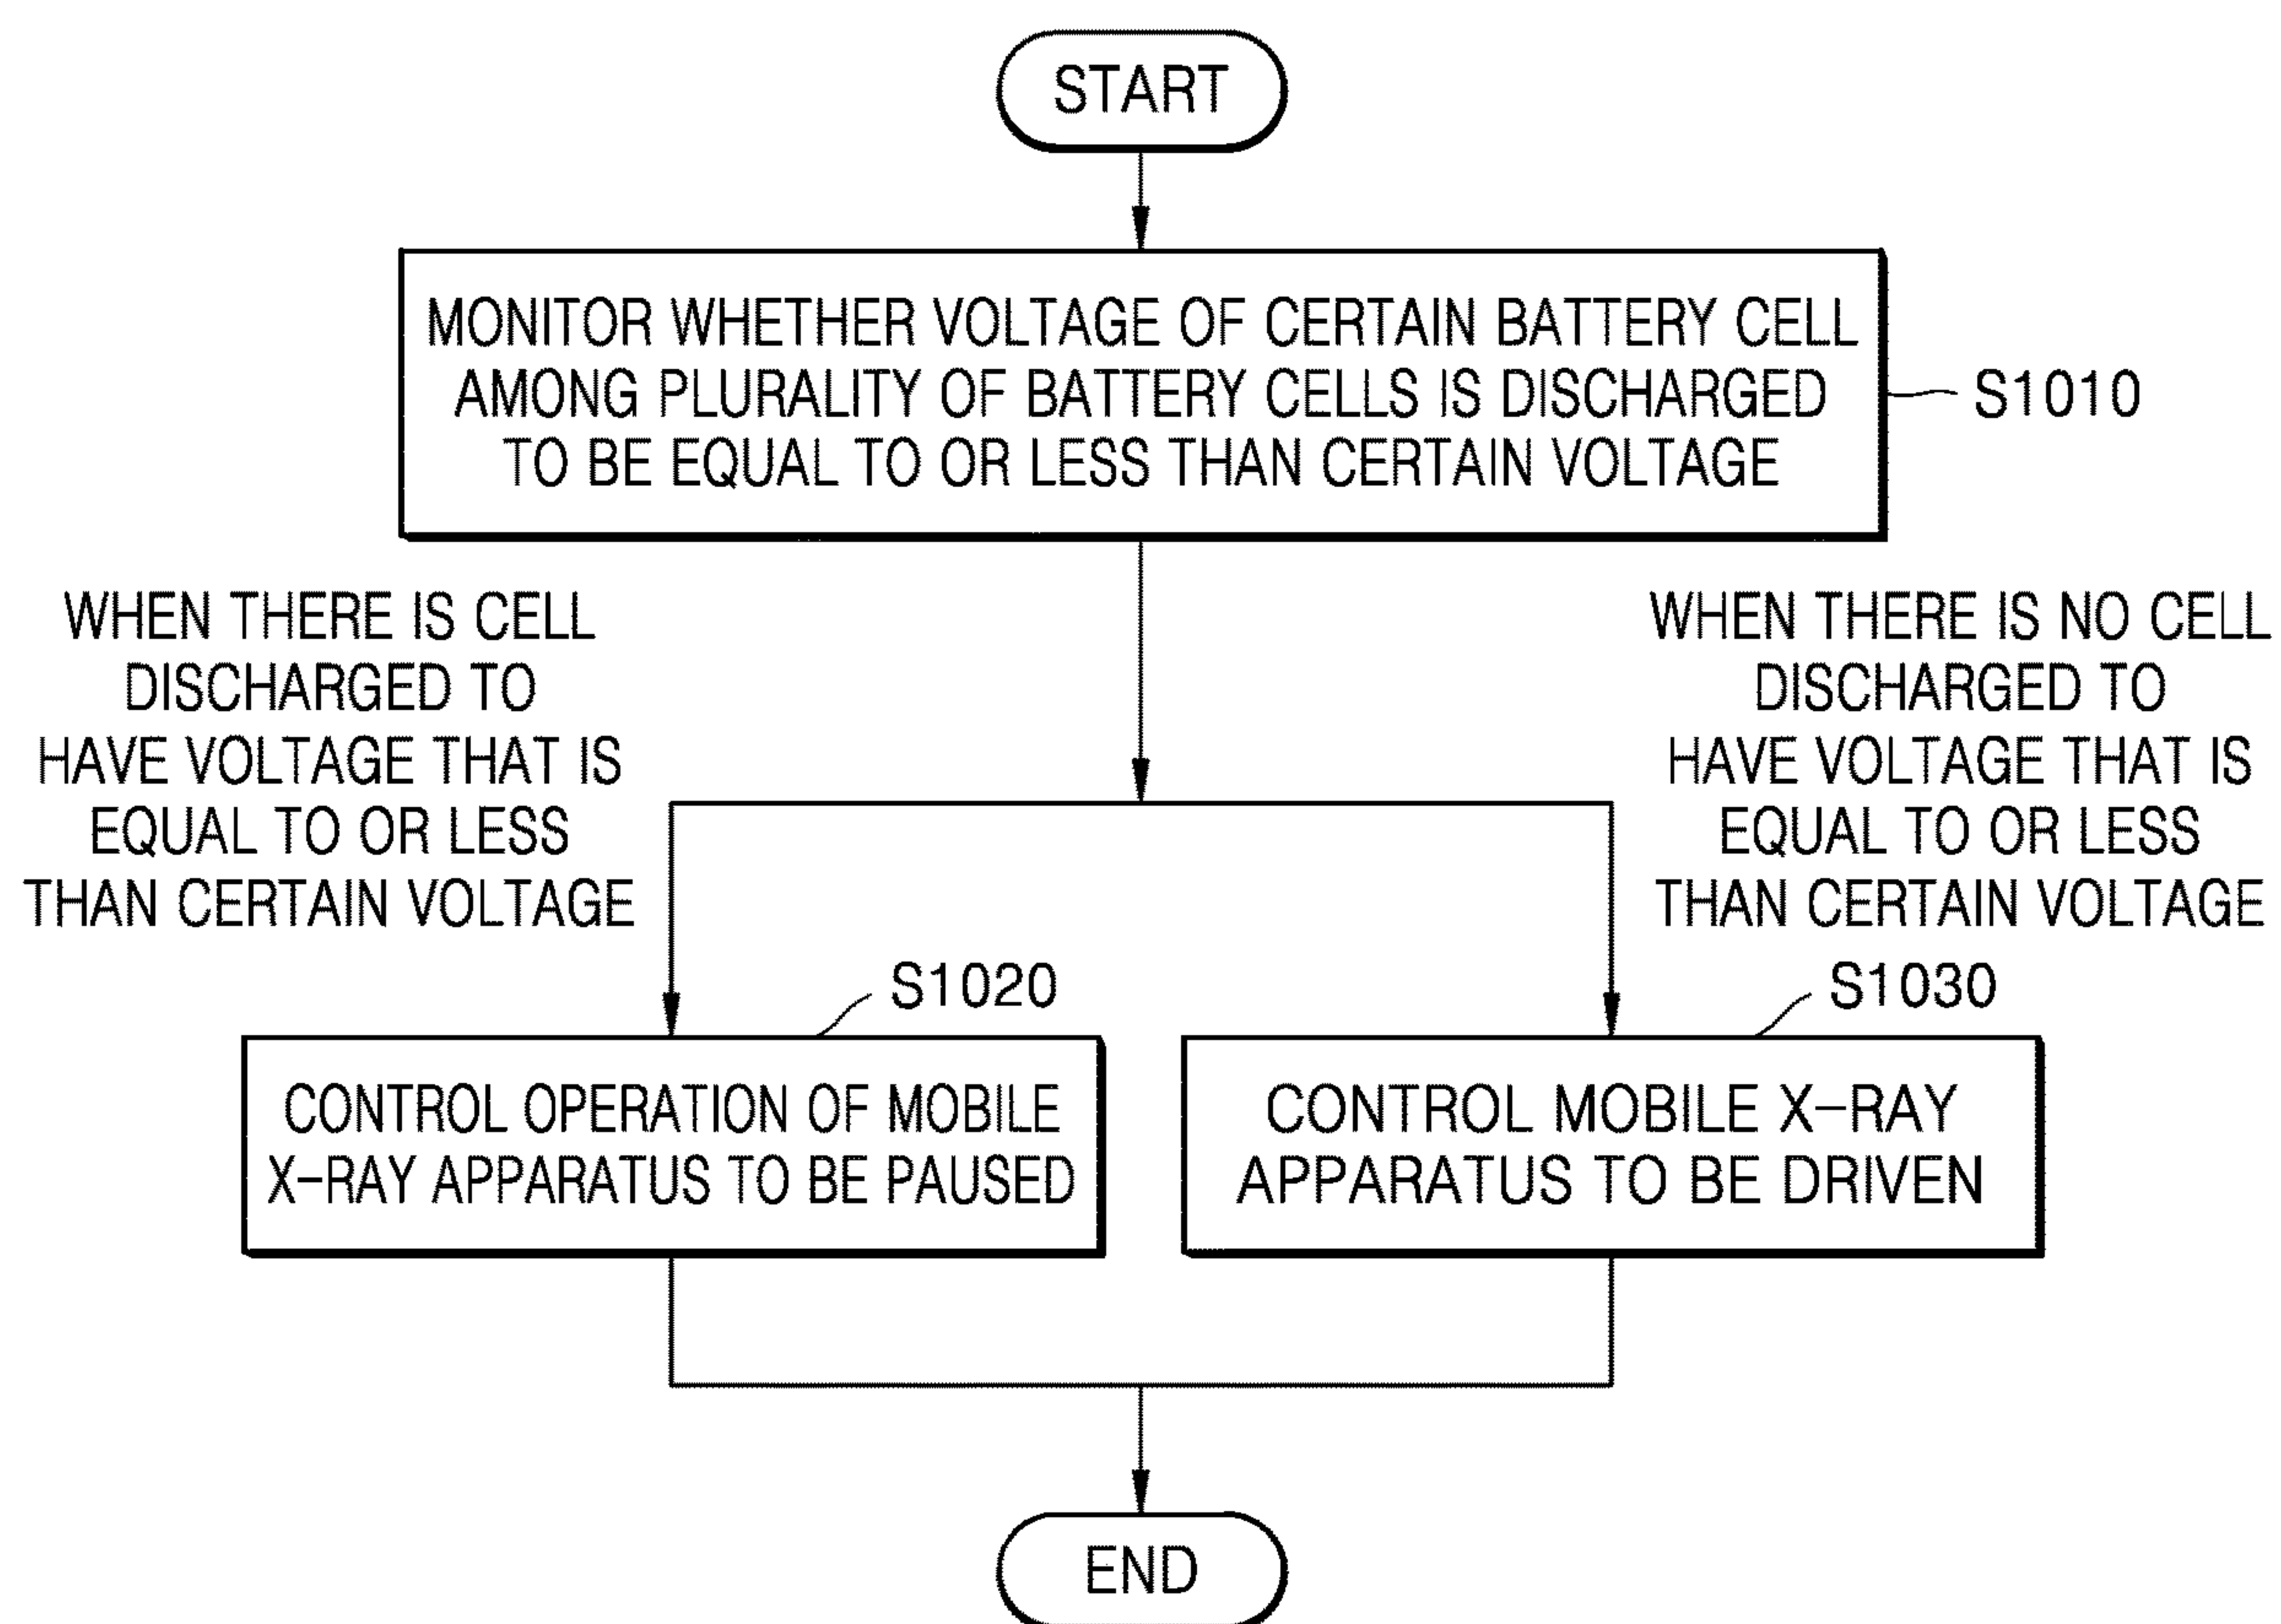 START
MONITOR WHETHER VOLTAGE OF CERTAIN BATTERY CELL
AMONG PLURALITY OF BATTERY CELLS IS DISCHARGED
TO BE EQUAL TO OR LESS THAN CERTAIN VOLTAGE
S1010
WHEN THERE IS CELL
DISCHARGED TO
HAVE VOLTAGE THAT IS
EQUAL TO OR LESS
THAN CERTAIN VOLTAGE
WHEN THERE IS NO CELL
DISCHARGED TO
HAVE VOLTAGE THAT IS
EQUAL TO OR LESS
THAN CERTAIN VOLTAGE
S1020
CONTROL OPERATION OF MOBILE
X-RAY APPARATUS TO BE PAUSED
S1030
CONTROL MOBILE X-RAY
APPARATUS TO BE DRIVEN
END